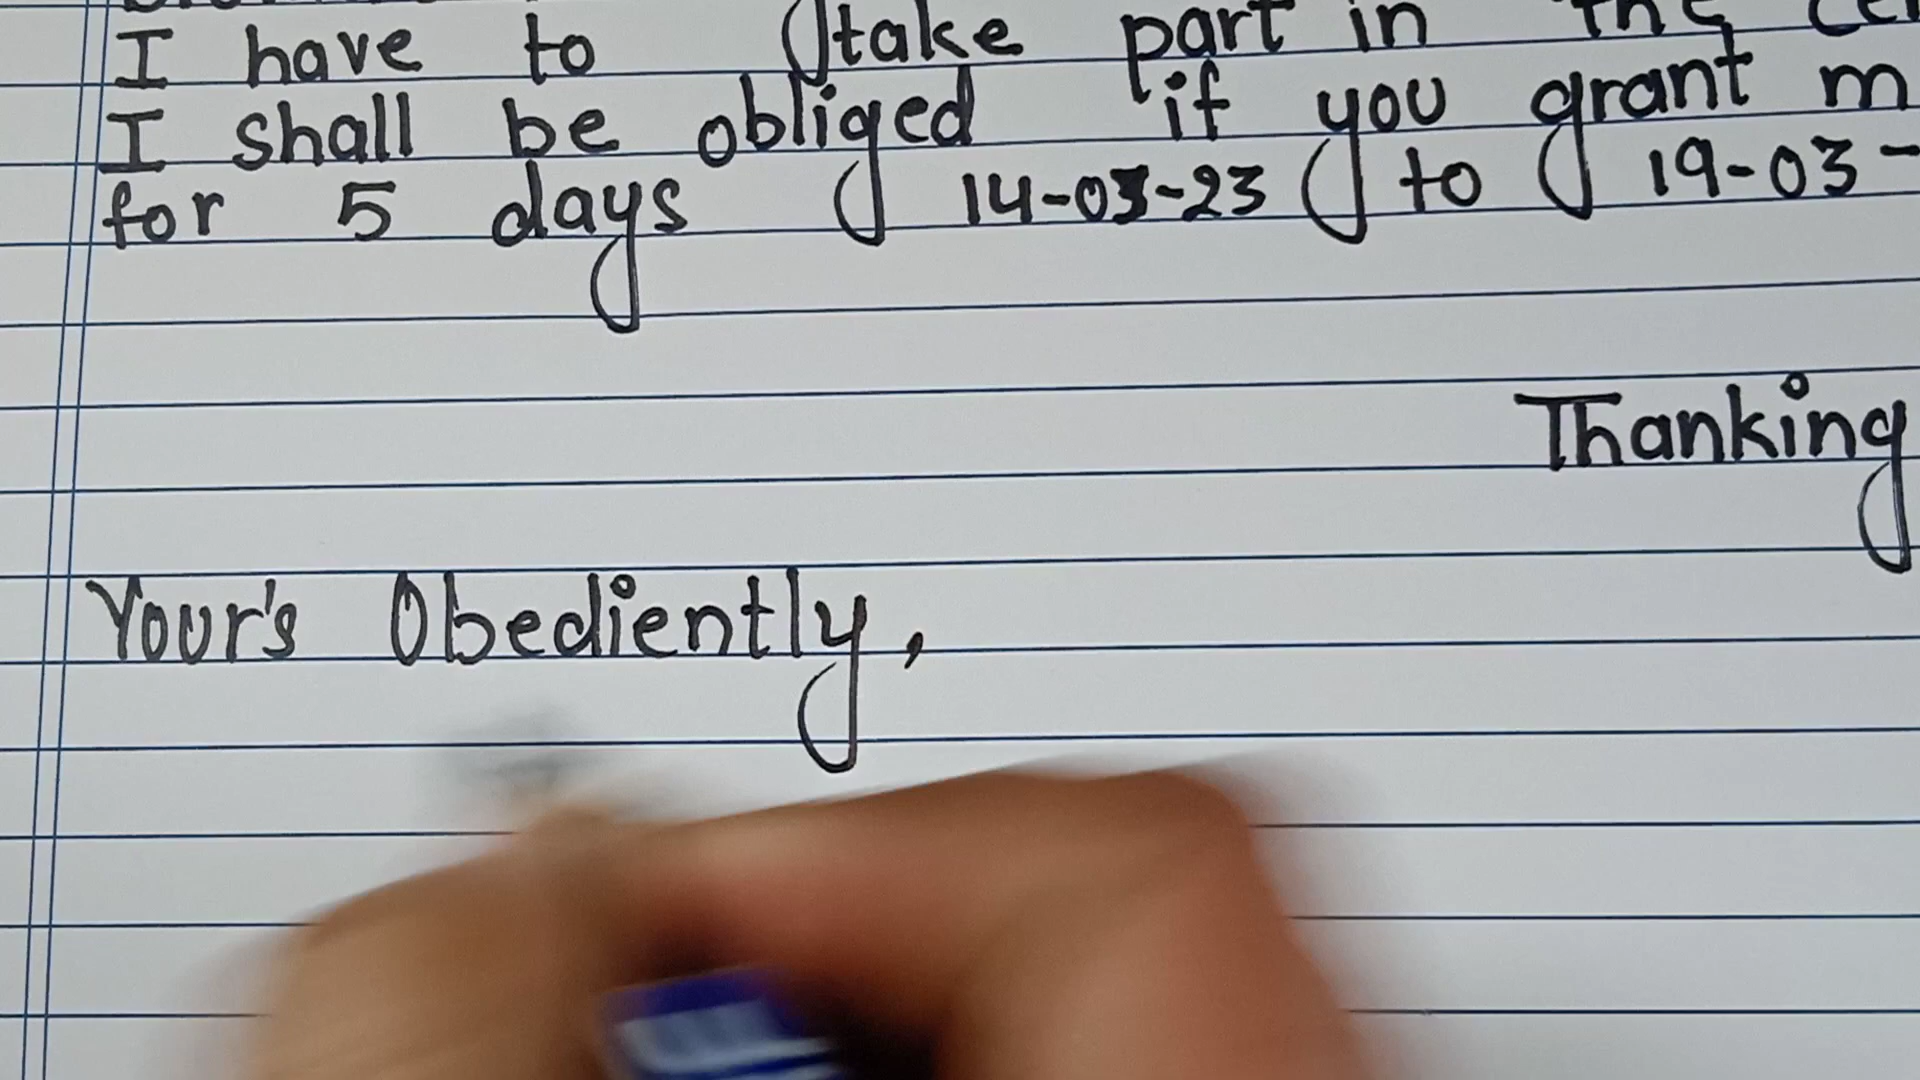 I have to take part in the
I shall be obliged if you grant m
for 5 days 14-03-23 to 19-03-
Thanking
Your's Obediently,